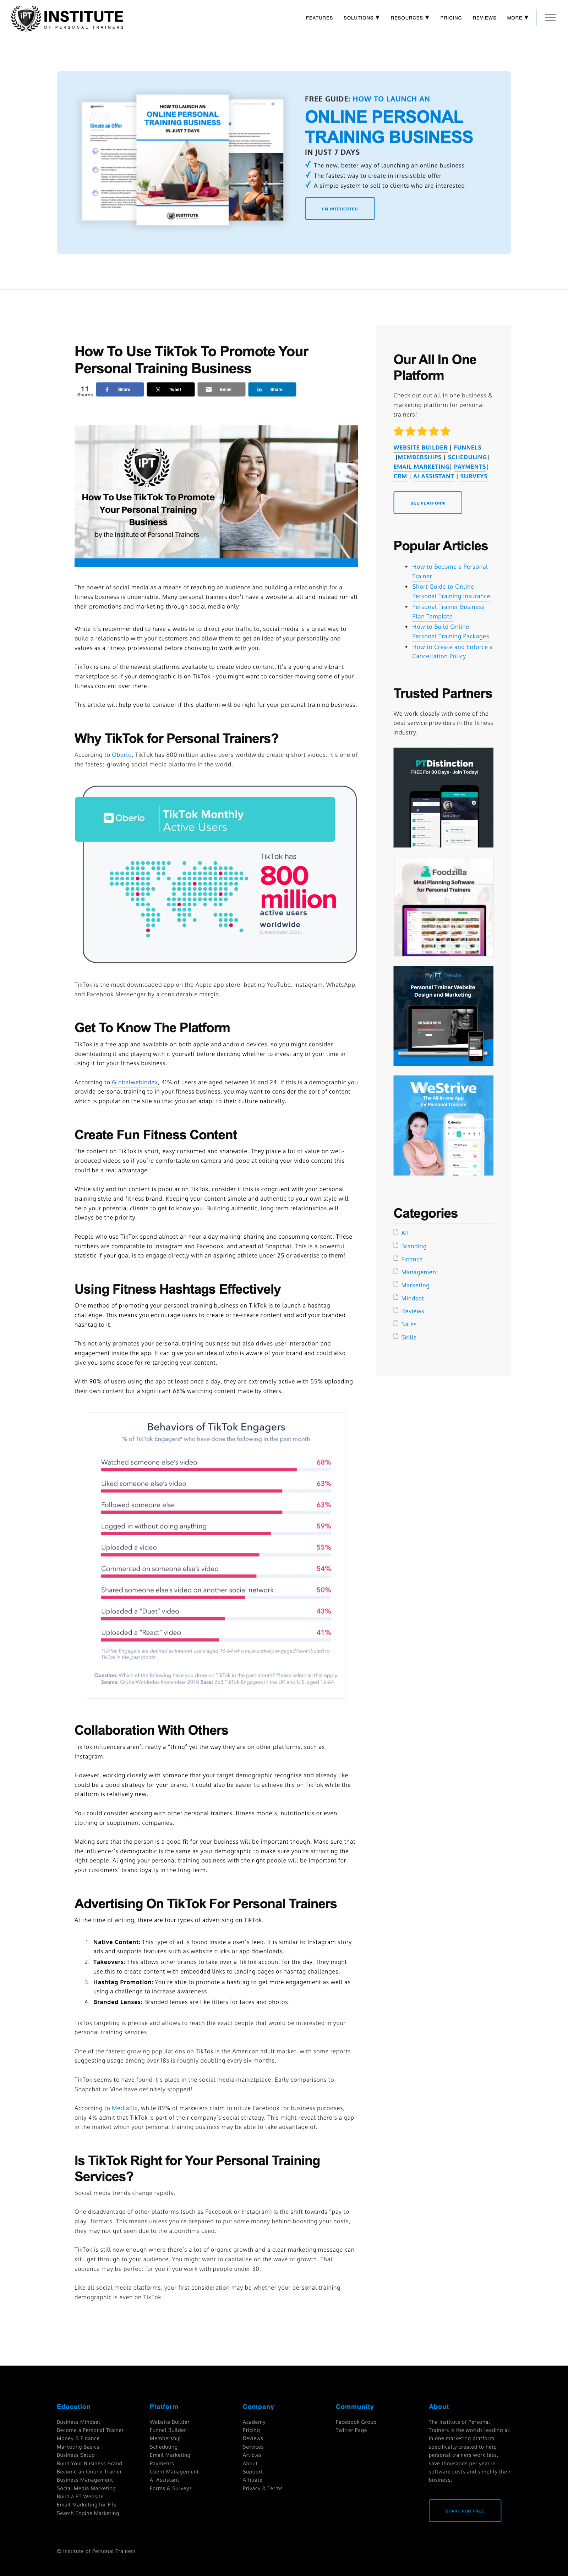 IPT INSTITUTE
OF PERSONAL TRAINERS
FEATURES
SOLUTIONS ▼
RESOURCES ▼
PRICING
REVIEWS
MORE ▼
HOW TO LAUNCH AN
ONLINE PERSONAL
TRAINING BUSINESS
IN JUST 7 DAYS
Create an Offer
INSTITUTE
FREE GUIDE: HOW TO LAUNCH AN
ONLINE PERSONAL
TRAINING BUSINESS
IN JUST 7 DAYS
The new, better way of launching an online business
The fastest way to create in irresistible offer
A simple system to sell to clients who are interested
I'M INTERESTED
How To Use TikTok To Promote Your
Personal Training Business
11
Shares
Share
Tweet
Email
Share
IPT
How To Use TikTok To Promote
Your Personal Training
Business
by the Institute of Personal Trainers
The power of social media as a means of reaching an audience and building a relationship for a
fitness business is undeniable. Many personal trainers don't have a website at all and instead run all
their promotions and marketing via social media only!
Whilst it's recommended to have a website to direct your traffic to, social media is a great way to
build a relationship with your customers and allow them to get an idea of your personality and
values as a fitness professional before choosing to work with you.
TikTok is one of the newest platforms available to create video content. It's a young and vibrant
marketplace so if your demographic is on TikTok - you might want to consider moving some of your
fitness content over there.
This article will help you to consider if this platform will be right for your personal training business.
Why TikTok for Personal Trainers?
According to Oberlo, TikTok has 800 million active users worldwide creating short videos. It's one of
the fastest-growing social media platforms in the world.
Oberlo
TikTok Monthly
Active Users
TikTok has
800
million
active users
worldwide
(Datareportal 2020)
TikTok is the most downloaded app on the Apple app store, beating YouTube, Instagram, WhatsApp,
and Facebook Messenger by a considerable margin.
Get To Know The Platform
TikTok is a free app and available on both apple and android devices, so you might consider
downloading it and playing with it yourself before deciding whether to invest any of your time in
using it for your fitness business.
According to Globalwebindex, 41% of users are aged between 16 and 24. If this is a demographic you
provide personal training to in your fitness business, you may want to consider the sort of content
which is popular on the site so that you can adapt to their culture naturally.
Create Fun Fitness Content
The content on TikTok is short, easy consumed and shareable. They place a lot of value on well-
produced videos so if you're comfortable on camera and good at editing your video content this
could be a real advantage.
While silly and fun content is popular on TikTok, consider if this is congruent with your personal
training style and fitness brand. Keeping your content simple and authentic to your own style will
help your potential clients to get to know you. Building authentic, long term relationships will
always be the priority.
People who use TikTok spend almost an hour a day making, sharing and consuming content. These
numbers are comparable to Instagram and Facebook, and ahead of Snapchat. This is a powerful
statistic if your goal is to engage directly with an aspiring athlete under 25 or advertise to them!
Using Fitness Hashtags Effectively
One method of promoting your personal training business on TikTok is to launch a hashtag
challenge. This means you encourage users to create or re-create content and add your branded
hashtag to it.
This not only promotes your personal training business but also drives user interaction and
engagement inside the app. It can give you an idea of who is aware of your brand and could also
give you some scope for re-targeting your content.
With 90% of users using the app at least once a day, they are extremely active with 55% uploading
their own content but a significant 68% watching content made by others.
Behaviors of TikTok Engagers
% of TikTok Engagers* who have done the following in the past month
Watched someone else's video 68%
Liked someone else's video 63%
Followed someone else 63%
Logged in without doing anything 59%
Uploaded a video 55%
Commented on someone else's video 54%
Shared someone else's video on another social network 50%
Uploaded a "Duet" video 43%
Uploaded a "React" video 41%
*TikTok Engagers are defined as internet users aged 16-64 who have actively engaged/contributed to
TikTok in the past month
Question: Which of the following have you done on TikTok in the past month? Please select all that apply.
Source: GlobalWebIndex November 2018 Base: 263 TikTok Engagers in the UK and U.S. aged 16-64
Collaboration With Others
TikTok influencers aren't really a "thing" yet the way they are on other platforms, such as
Instagram.
However, working closely with someone that your target demographic recognise and already like
could be a good strategy for your brand. It could also be easier to achieve this on TikTok while the
platform is relatively new.
You could consider working with other personal trainers, fitness models, nutritionists or even
clothing or supplement companies.
Making sure that the person is a good fit for your business will be important though. Make sure that
the influencer's demographic is the same as your demographic to make sure you're attracting the
right people. Aligning your personal training business with the right people will be important for
your customers' brand loyalty in the long term.
Advertising On TikTok For Personal Trainers
At the time of writing, there are four types of advertising on TikTok.
1. Native Content: This type of ad is found inside a user's feed. It is similar to Instagram story
ads and supports features such as website clicks or app downloads.
2. Takeovers: This allows other brands to take over a TikTok account for the day. They might
use this to create content with embedded links to landing pages or hashtag challenges.
3. Hashtag Promotion: You're able to promote a hashtag to get more engagement as well as
using a challenge to increase awareness.
4. Branded Lenses: Branded lenses are like filters for faces and photos.
TikTok targeting is precise and allows to reach the exact people that would be interested in your
personal training services.
One of the fastest growing populations on TikTok is the American adult market, with some reports
suggesting usage among over 18s is roughly doubling every six months.
TikTok seems to have found it's place in the social media marketplace. Early comparisons to
Snapchat or Vine have definitely stopped!
According to MediaKix, while 89% of marketers claim to utilize Facebook for business purposes,
only 4% admit that TikTok is part of their company's social strategy. This might reveal there's a gap
in the market which your personal training business may be able to take advantage of.
Is TikTok Right for Your Personal Training
Services?
Social media trends change rapidly.
One disadvantage of other platforms (such as Facebook or Instagram) is the shift towards "pay to
play" formats. This means unless you're prepared to put some money behind boosting your posts,
they may not get seen due to the algorithms used.
TikTok is still new enough where there's a lot of organic growth and a clear marketing message can
still get through to your audience. You might want to capitalise on the wave of growth. That
audience may be perfect for you if you work with people under 30.
Like all social media platforms, your first consideration may be whether your personal training
demographic is even on TikTok.
Our All In One
Platform
Check out out all in one business &
marketing platform for personal
trainers!
WEBSITE BUILDER | FUNNELS
|MEMBERSHIPS | SCHEDULING|
EMAIL MARKETING| PAYMENTS|
CRM | AI ASSISTANT | SURVEYS
SEE PLATFORM
Popular Articles
How to Become a Personal
Trainer
Short Guide to Online
Personal Training Insurance
Personal Trainer Business
Plan Template
How to Build Online
Personal Training Packages
How to Create and Enforce a
Cancellation Policy
Trusted Partners
We work closely with some of the
best service providers in the fitness
industry.
PTDistinction
FREE For 30 Days - Join Today!
Foodzilla
Meal Planning Software
for Personal Trainers
My PT Website
Personal Trainer Website
Design and Marketing
WeStrive
The All-in-one App
for Personal Trainers
Calendar
Categories
All
Branding
Finance
Management
Marketing
Mindset
Reviews
Sales
Skills
Education
Business Mindset
Become a Personal Trainer
Money & Finance
Marketing Basics
Business Setup
Build Your Business Brand
Become an Online Trainer
Business Management
Social Media Marketing
Build a PT Website
Email Marketing for PTs
Search Engine Marketing
Platform
Website Builder
Funnel Builder
Membership
Scheduling
Email Marketing
Payments
Client Management
AI Assistant
Forms & Surveys
Company
Academy
Pricing
Reviews
Services
Articles
About
Support
Affiliate
Privacy & Terms
Community
Facebook Group
Twitter Page
About
The Institute of Personal
Trainers is the worlds leading all
in one marketing platform
specifically created to help
personal trainers work less,
save thousands per year in
software costs and simplify their
business.
START FOR FREE
© Institute of Personal Trainers